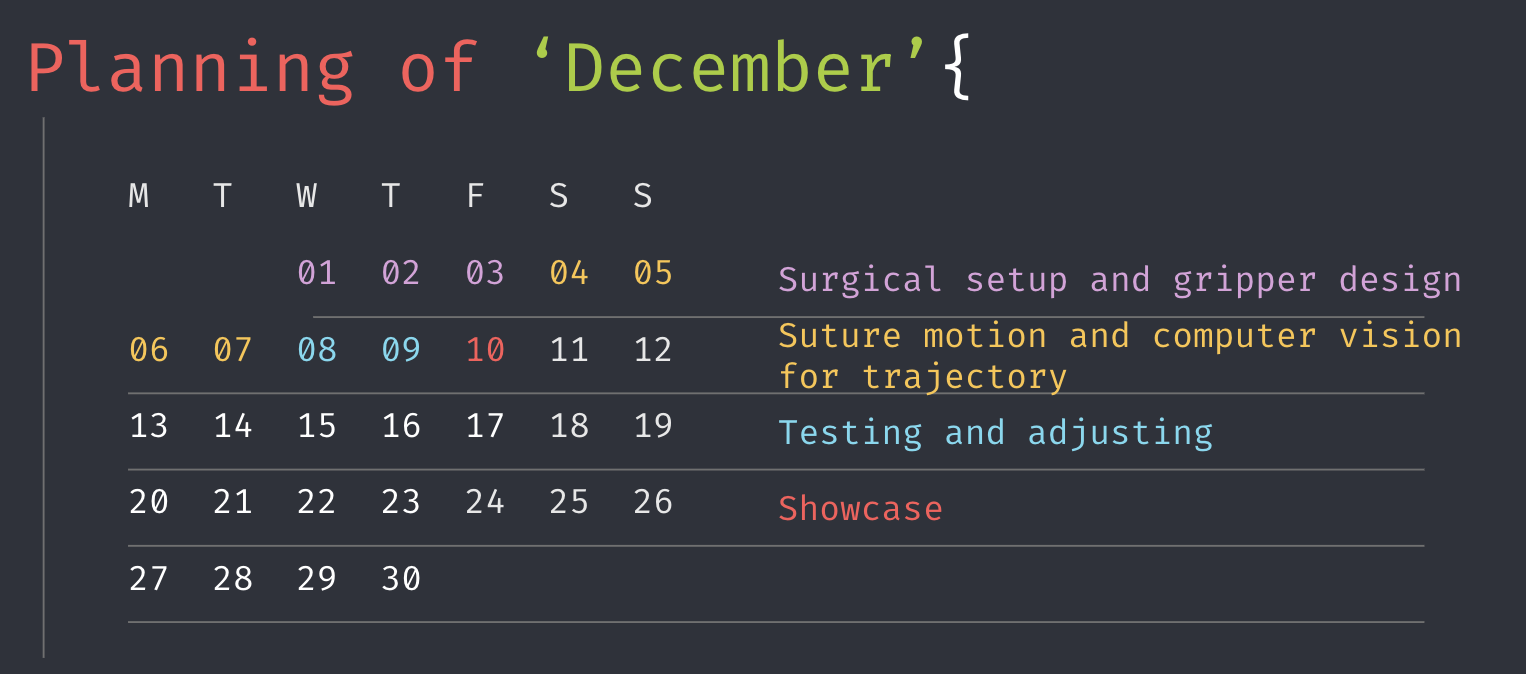 Planning of ‘December’{
M T W T F S S
01 02 03 04 05
Surgical setup and gripper design
06 07 08 09 10 11 12
Suture motion and computer vision
for trajectory
13 14 15 16 17 18 19
Testing and adjusting
20 21 22 23 24 25 26
Showcase
27 28 29 30